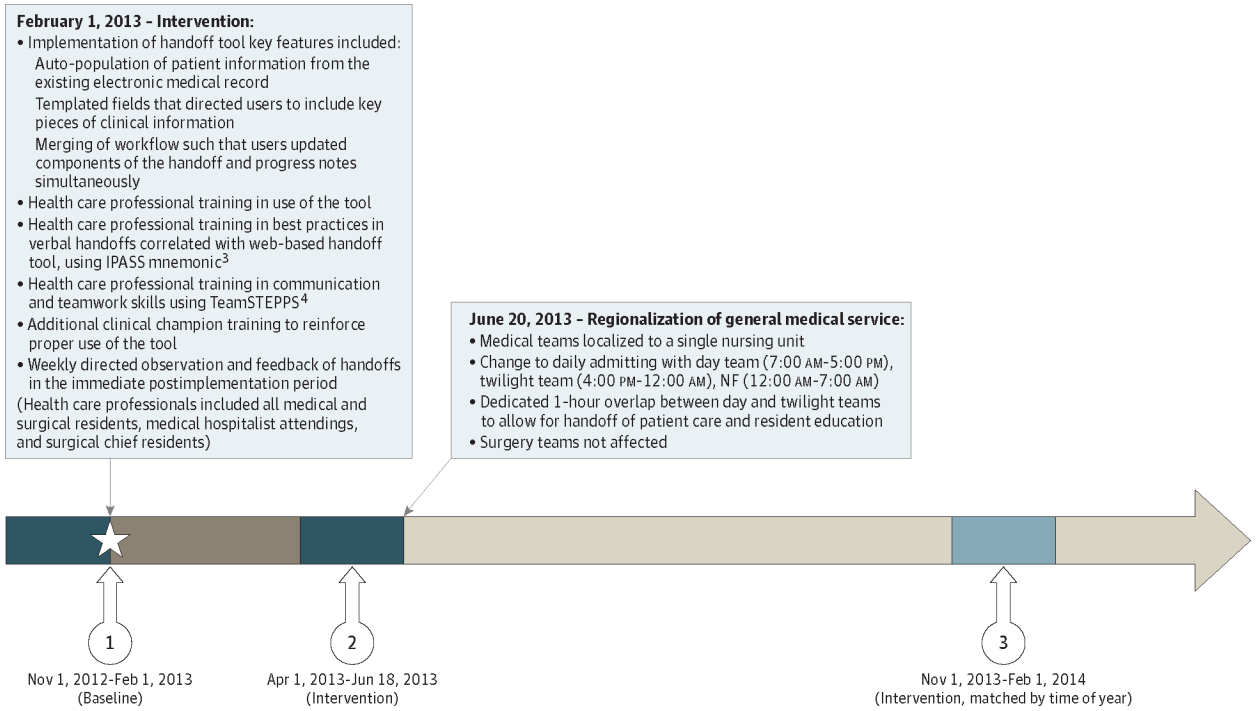 February 1, 2013 – Intervention:
• Implementation of handoff tool key features included:
Auto-population of patient information from the
existing electronic medical record
Templated fields that directed users to include key
pieces of clinical information
Merging of workflow such that users updated
components of the handoff and progress notes
simultaneously
• Health care professional training in use of the tool
• Health care professional training in best practices in
verbal handoffs correlated with web-based handoff
tool, using IPASS mnemonic3
• Health care professional training in communication
and teamwork skills using TeamSTEPPS4
• Additional clinical champion training to reinforce
proper use of the tool
• Weekly directed observation and feedback of handoffs
in the immediate postimplementation period
(Health care professionals included all medical and
surgical residents, medical hospitalist attendings,
and surgical chief residents)
June 20, 2013 – Regionalization of general medical service:
• Medical teams localized to a single nursing unit
• Change to daily admitting with day team (7:00 AM-5:00 PM),
twilight team (4:00 PM-12:00 AM), NF (12:00 AM-7:00 AM)
• Dedicated 1-hour overlap between day and twilight teams
to allow for handoff of patient care and resident education
• Surgery teams not affected
1
Nov 1, 2012-Feb 1, 2013
(Baseline)
2
Apr 1, 2013-Jun 18, 2013
(Intervention)
3
Nov 1, 2013-Feb 1, 2014
(Intervention, matched by time of year)